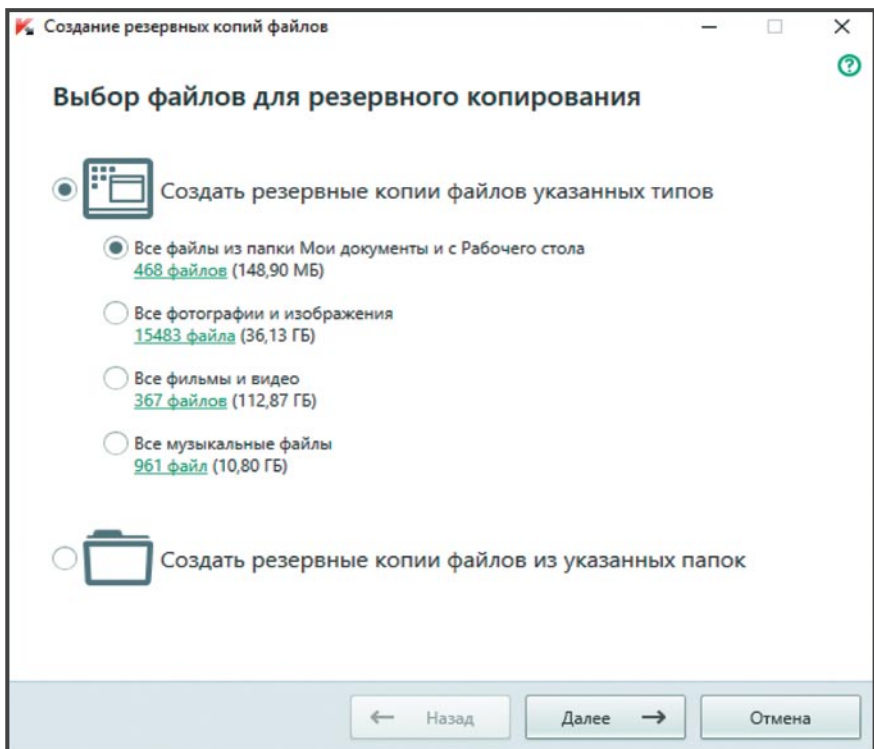 Создание резервных копий файлов
Выбор файлов для резервного копирования
Создать резервные копии файлов указанных типов
Все файлы из папки Мои документы и с Рабочего стола
468 файлов (148,90 МБ)
Все фотографии и изображения
15483 файла (36,13 ГБ)
Все фильмы и видео
367 файлов (112,87 ГБ)
Все музыкальные файлы
961 файл (10,80 ГБ)
Создать резервные копии файлов из указанных папок
Назад
Далее
Отмена